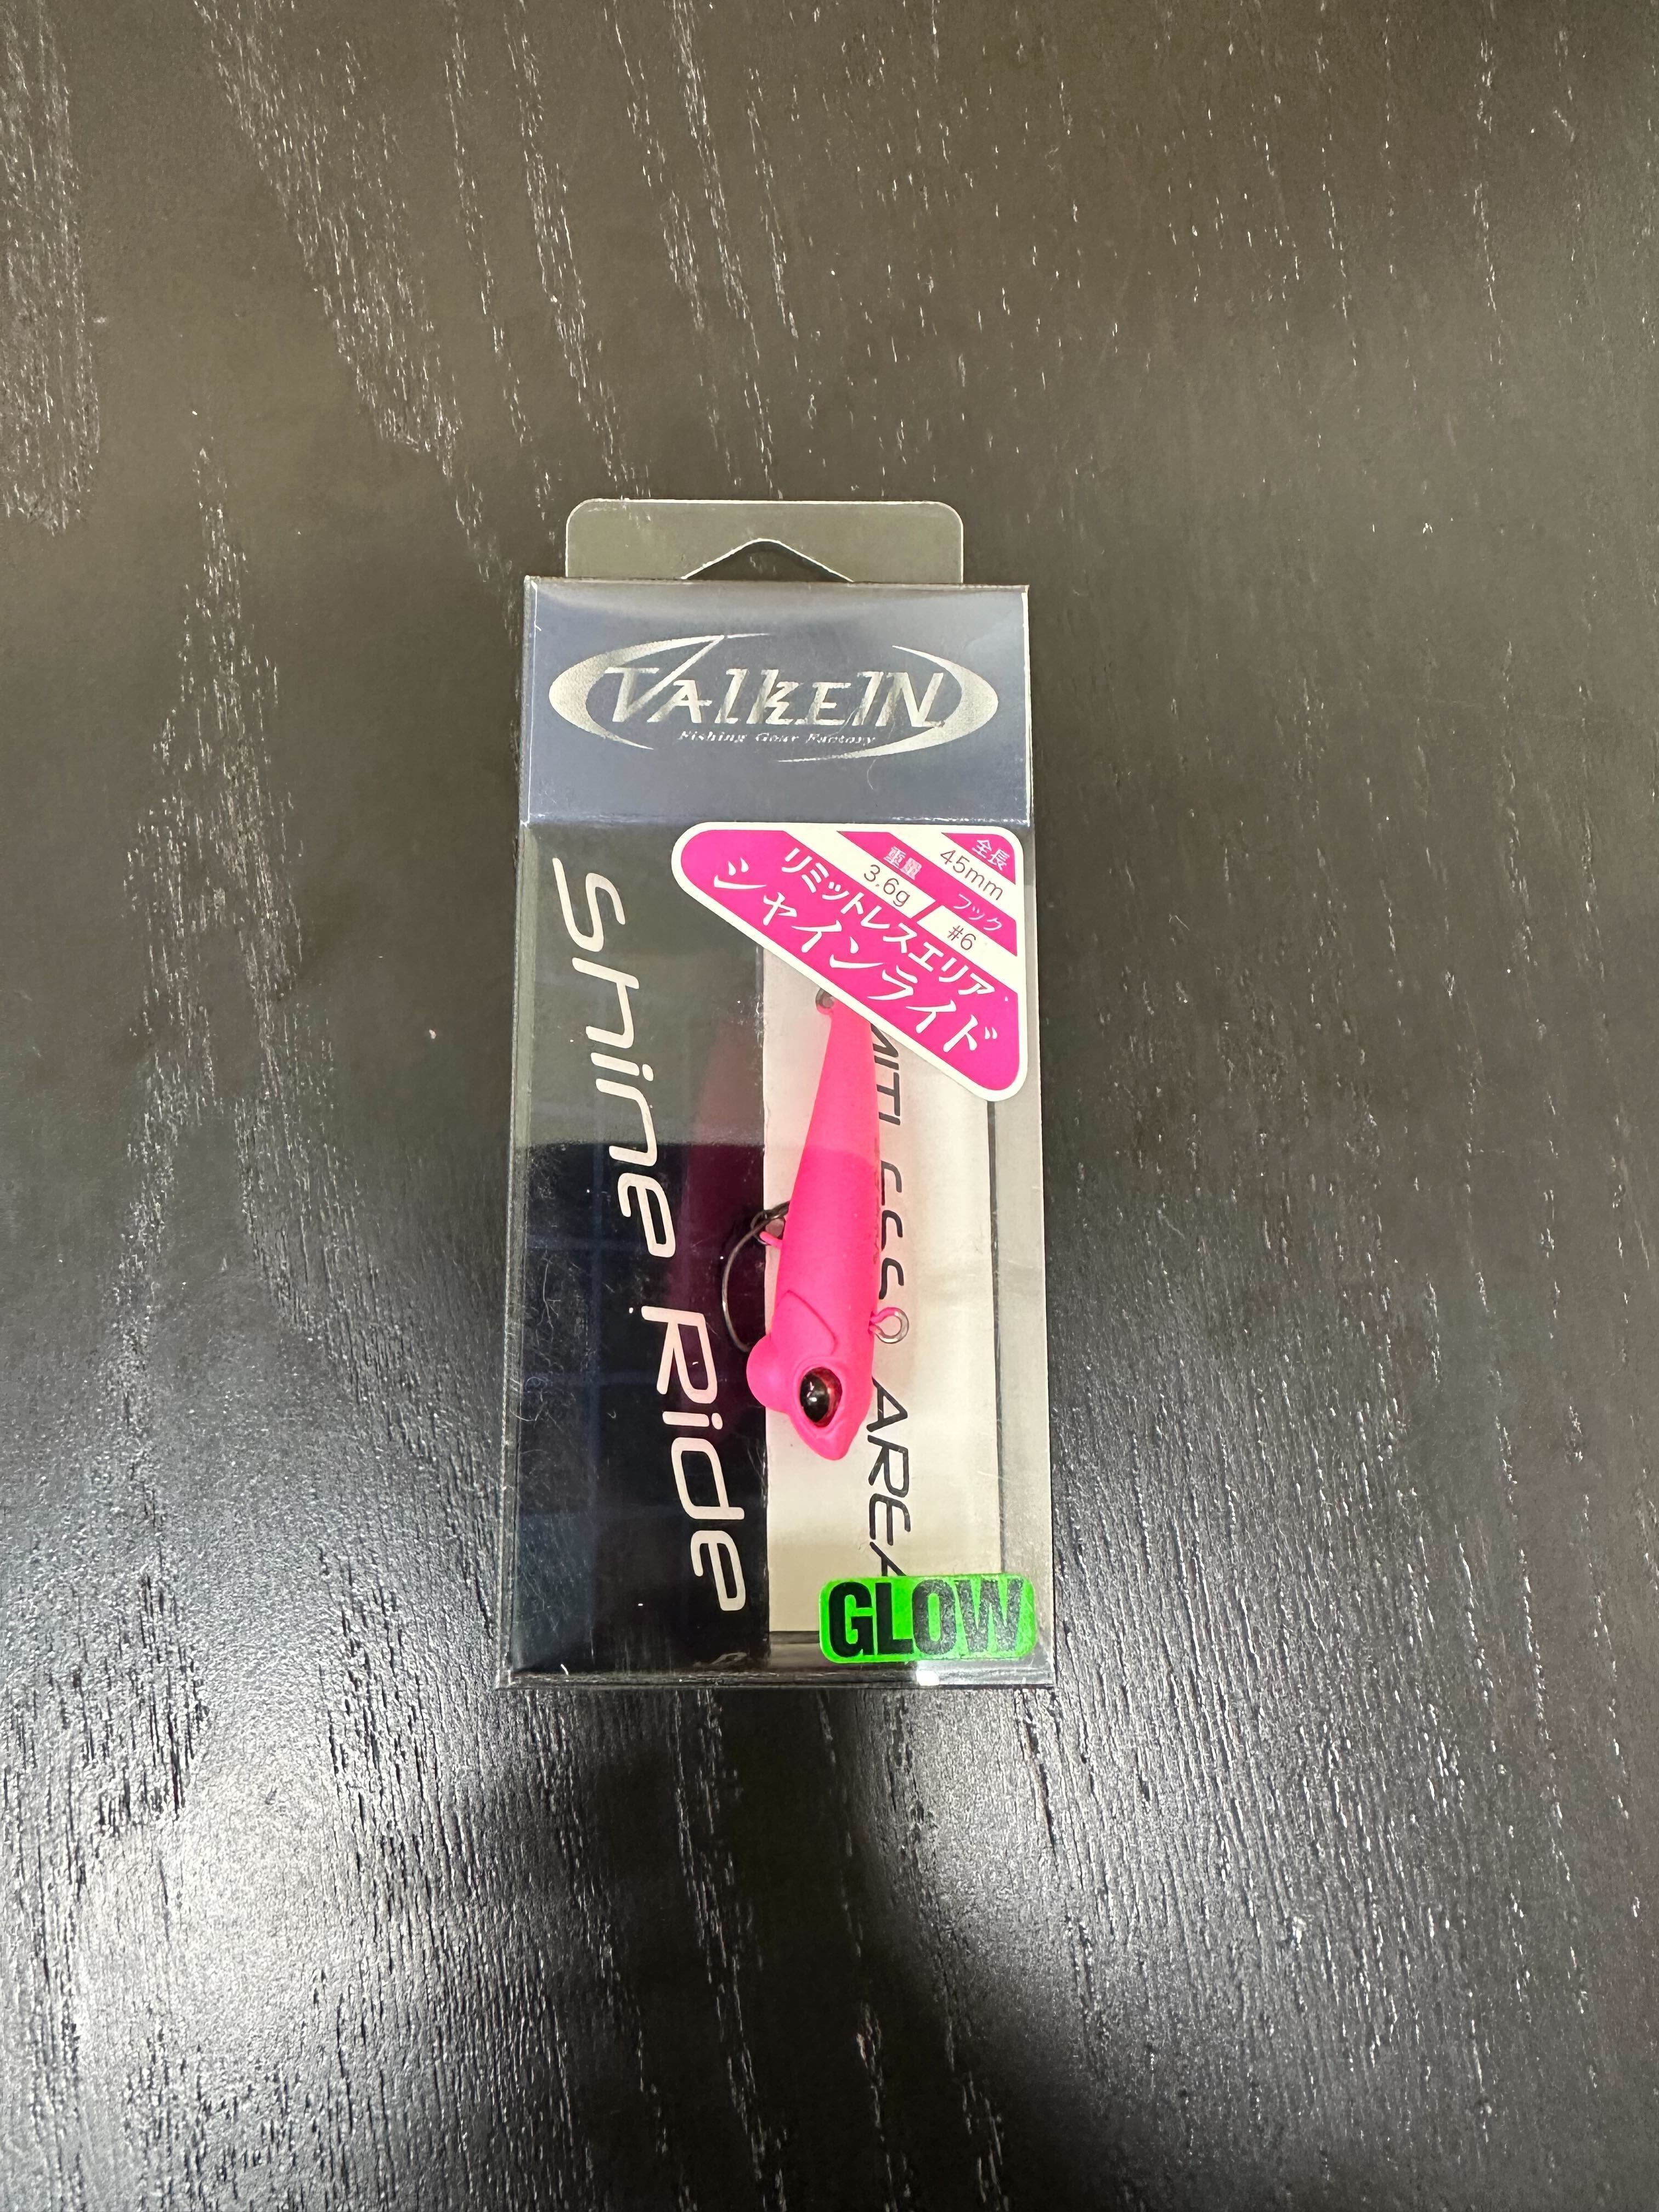 ValkeIN
Fishing Gear Factory
全長
45mm
重量
3.6g
フック
#6
リミットレスエリア
シャインライド
Shine Ride
AREA
GLOW